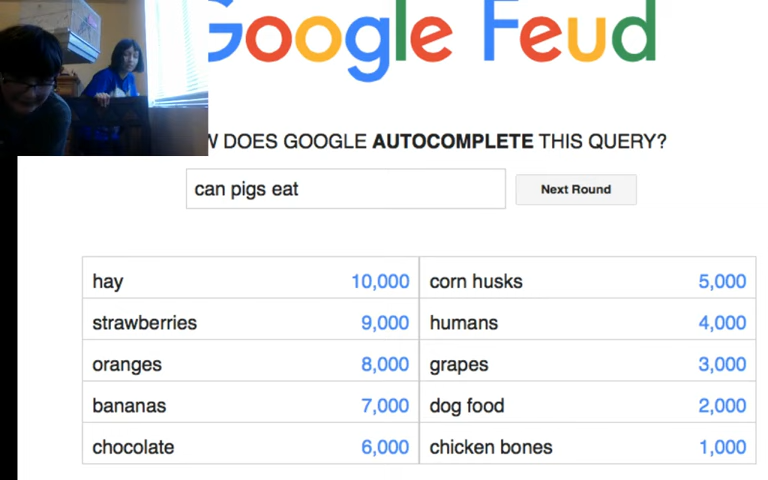 Google Feud
W DOES GOOGLE AUTOCOMPLETE THIS QUERY?
can pigs eat
Next Round
hay 10,000
strawberries 9,000
oranges 8,000
bananas 7,000
chocolate 6,000
corn husks 5,000
humans 4,000
grapes 3,000
dog food 2,000
chicken bones 1,000